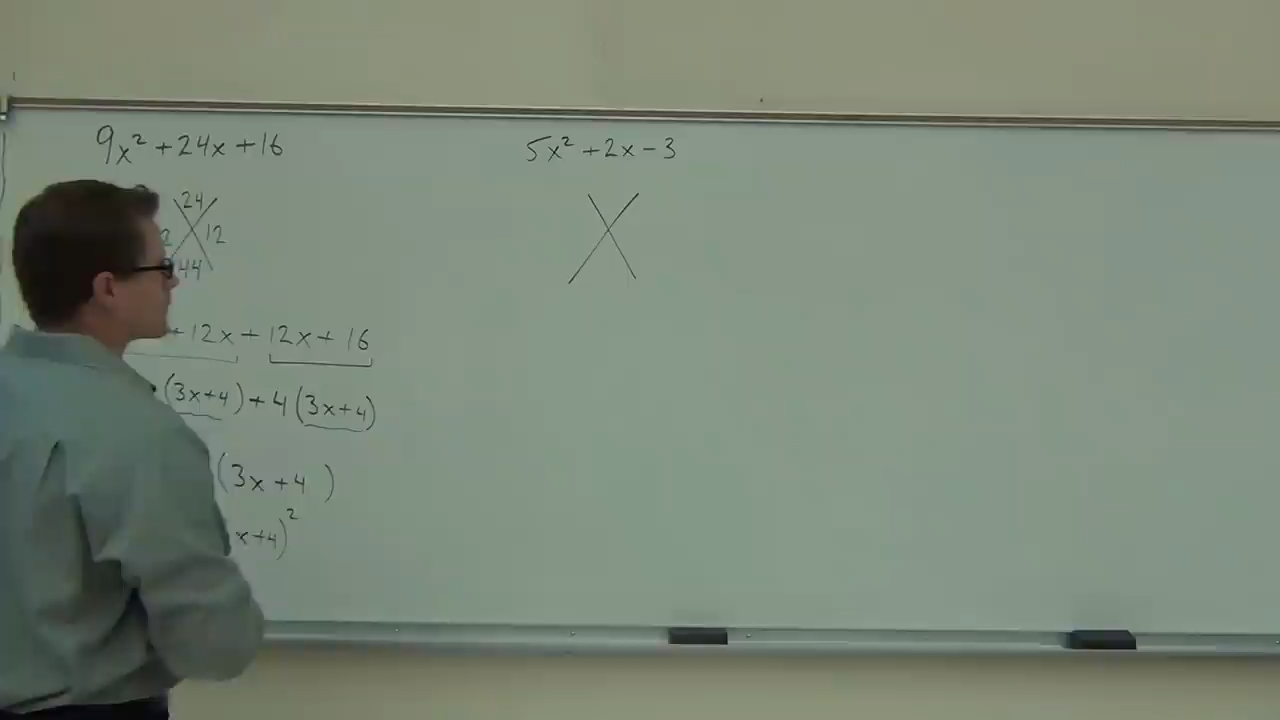 9x² + 24x + 16
24
12
44
+ 12x + 12x + 16
(3x+4) + 4(3x+4)
(3x+4)
x+4)²
5x² + 2x - 3